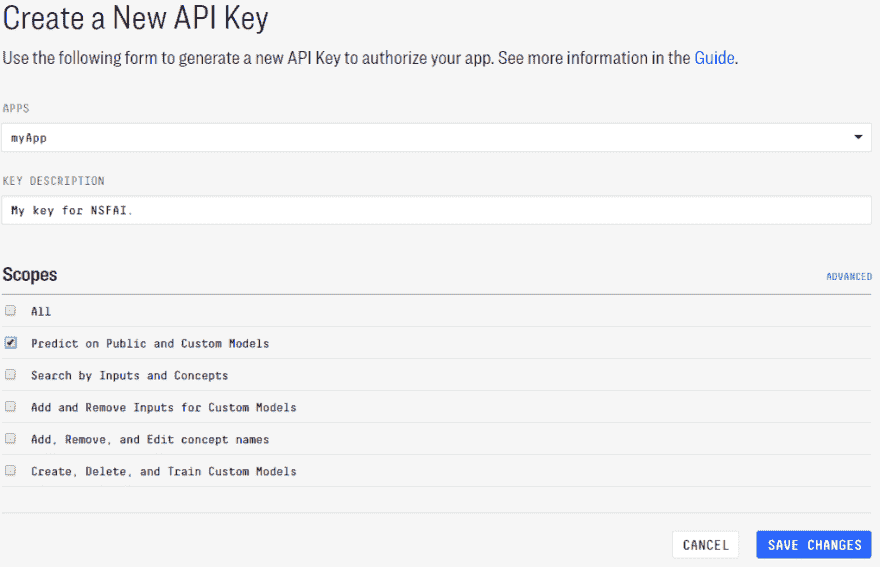 Create a New API Key
Use the following form to generate a new API Key to authorize your app. See more information in the Guide.
APPS
myApp
KEY DESCRIPTION
My key for NSFAI.
Scopes
ADVANCED
All
Predict on Public and Custom Models
Search by Inputs and Concepts
Add and Remove Inputs for Custom Models
Add, Remove, and Edit concept names
Create, Delete, and Train Custom Models
CANCEL
SAVE CHANGES